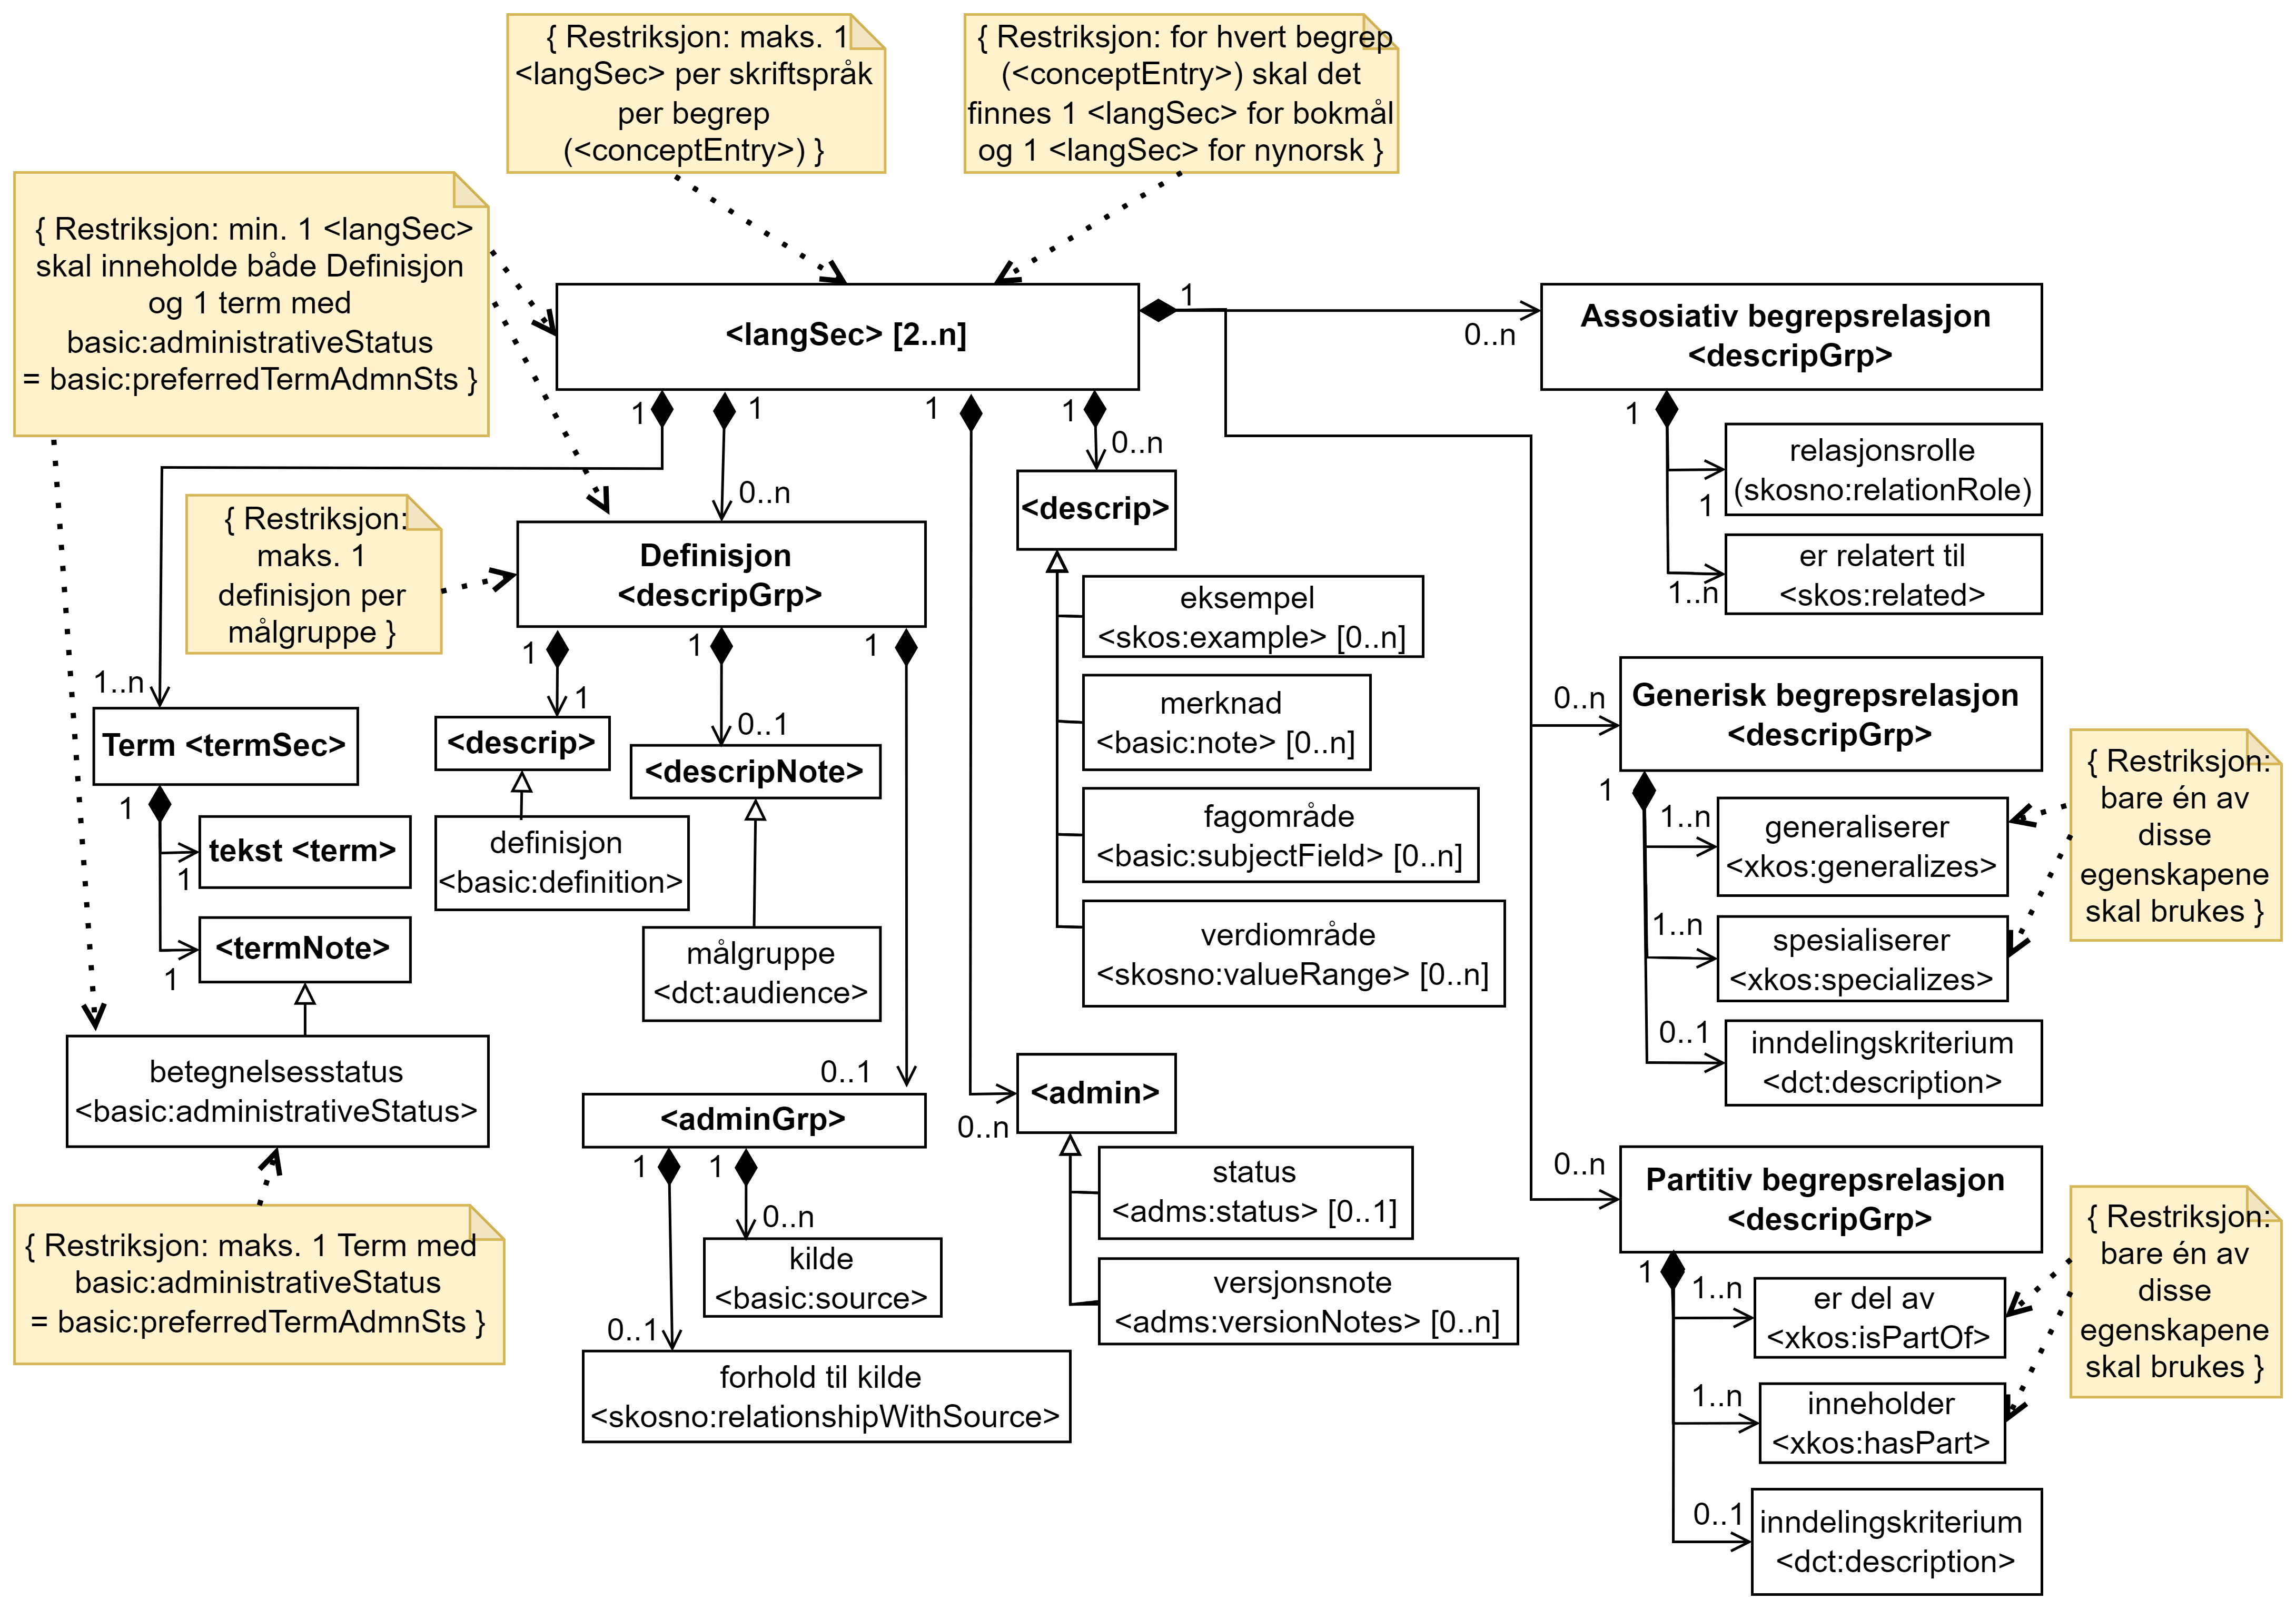 { Restriksjon: maks. 1
<langSec> per skriftspråk
per begrep
(<conceptEntry>) }
{ Restriksjon: for hvert begrep
(<conceptEntry>) skal det
finnes 1 <langSec> for bokmål
og 1 <langSec> for nynorsk }
{ Restriksjon: min. 1 <langSec>
skal inneholde både Definisjon
og 1 term med
basic:administrativeStatus
= basic:preferredTermAdmnSts }
<langSec> [2..n]
1
0..n
Assosiativ begrepsrelasjon
<descripGrp>
1
1
1
1
1
0..n
0..n
relasjonsrolle
(skosno:relationRole)
1
er relatert til
<skos:related>
1..n
{ Restriksjon:
maks. 1
definisjon per
målgruppe }
Definisjon
<descripGrp>
<descrip>
eksempel
<skos:example> [0..n]
merknad
<basic:note> [0..n]
fagområde
<basic:subjectField> [0..n]
verdiområde
<skosno:valueRange> [0..n]
1
1
1
1..n
1
0..1
Term <termSec>
<descrip>
<descripNote>
1
tekst <term>
1
<termNote>
1
definisjon
<basic:definition>
målgruppe
<dct:audience>
betegnelsesstatus
<basic:administrativeStatus>
0..1
<adminGrp>
0..n
<admin>
0..n
Generisk begrepsrelasjon
<descripGrp>
1
1..n
generaliserer
<xkos:generalizes>
1..n
spesialiserer
<xkos:specializes>
0..1
inndelingskriterium
<dct:description>
{ Restriksjon:
bare én av
disse
egenskapene
skal brukes }
{ Restriksjon: maks. 1 Term med
basic:administrativeStatus
= basic:preferredTermAdmnSts }
1
1
0..n
kilde
<basic:source>
0..1
forhold til kilde
<skosno:relationshipWithSource>
status
<adms:status> [0..1]
versjonsnote
<adms:versionNotes> [0..n]
0..n
Partitiv begrepsrelasjon
<descripGrp>
1
1..n
er del av
<xkos:isPartOf>
1..n
inneholder
<xkos:hasPart>
0..1
inndelingskriterium
<dct:description>
{ Restriksjon:
bare én av
disse
egenskapene
skal brukes }